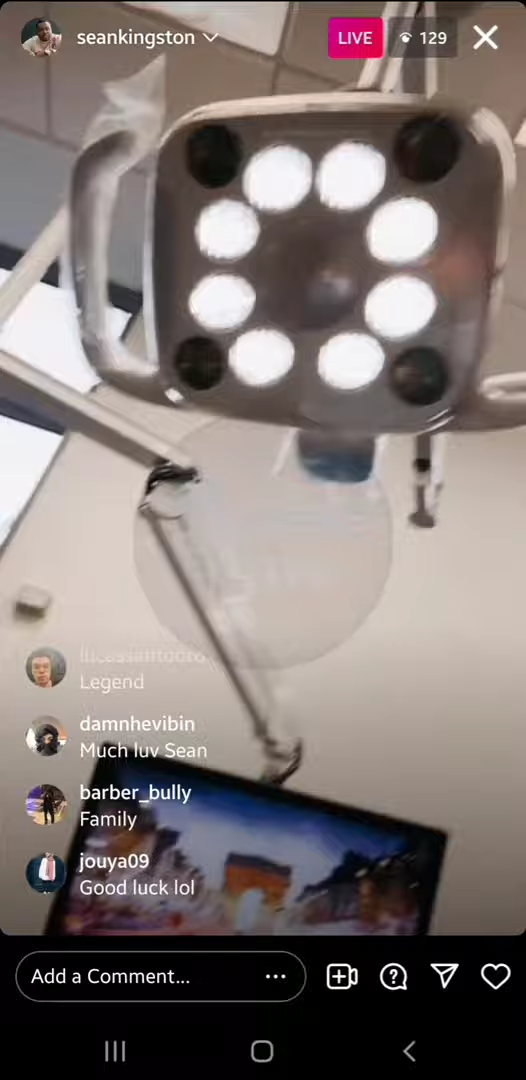 seankingston
LIVE
129
Legend
damnhevibin
Much luv Sean
barber_bully
Family
jouya09
Good luck lol
Add a Comment...